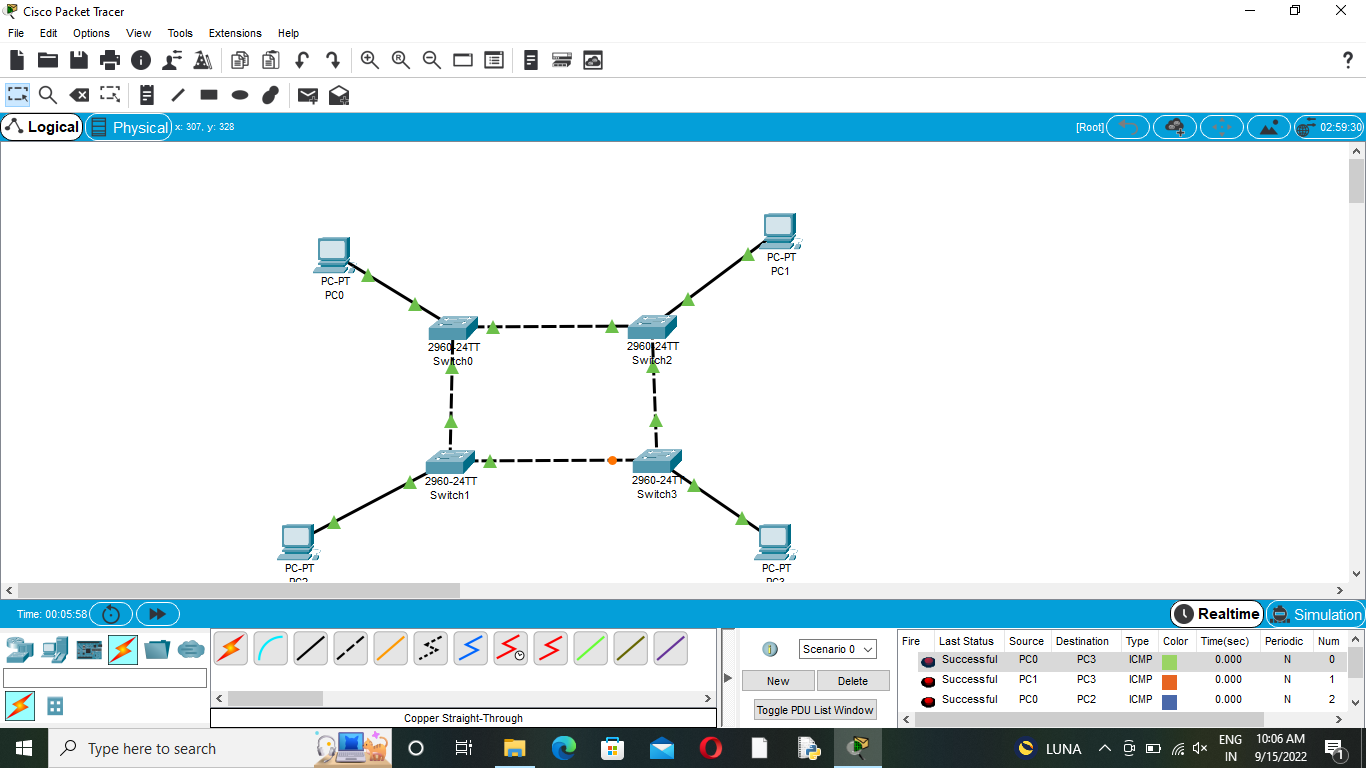 Cisco Packet Tracer
File Edit Options View Tools Extensions Help
?
Logical Physical x: 307, y: 328 [Root] 02:59:30
PC-PT
PC1
PC-PT
PC0
2960-24TT
Switch0
2960-24TT
Switch2
2960-24TT
Switch1
2960-24TT
Switch3
PC-PT
PC2
PC-PT
PC3
Time: 00:05:58 Realtime Simulation
Scenario 0
New Delete
Toggle PDU List Window
Copper Straight-Through
Fire Last Status Source Destination Type Color Time(sec) Periodic Num
Successful PC0 PC3 ICMP 0.000 N 0
Successful PC1 PC3 ICMP 0.000 N 1
Successful PC0 PC2 ICMP 0.000 N 2
Type here to search
LUNA
ENG
IN
10:06 AM
9/15/2022
1